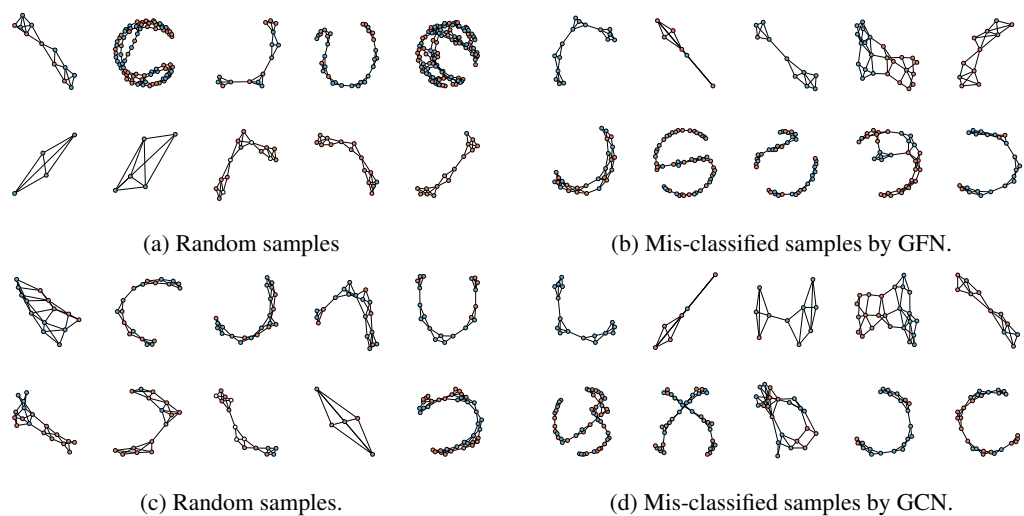 (a) Random samples
(b) Mis-classified samples by GFN.
(c) Random samples.
(d) Mis-classified samples by GCN.